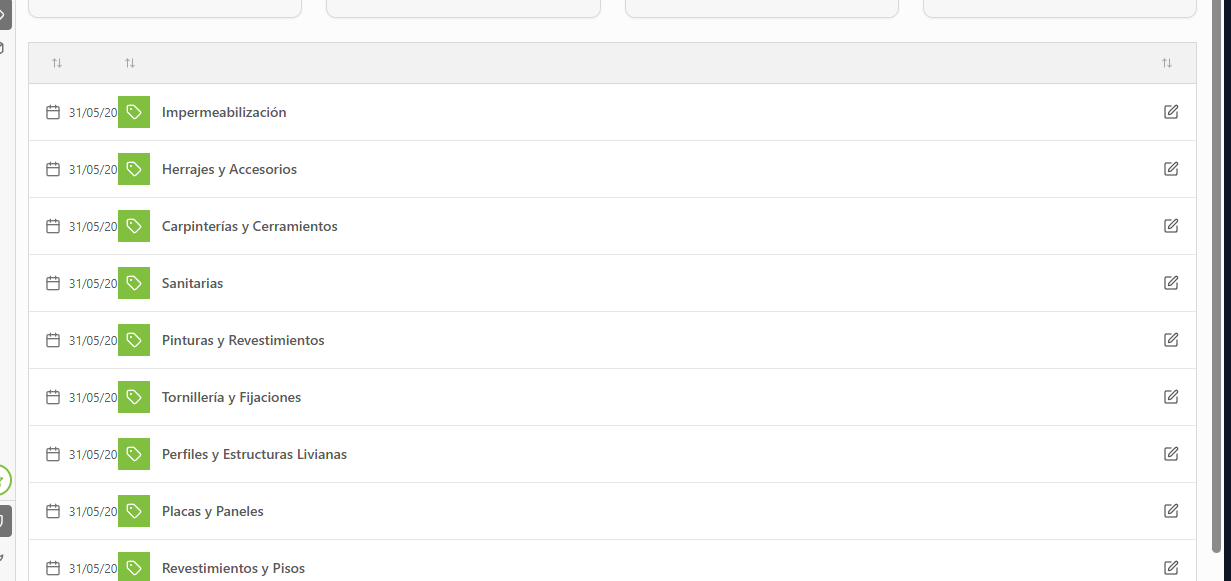 31/05/20 Impermeabilización
31/05/20 Herrajes y Accesorios
31/05/20 Carpinterías y Cerramientos
31/05/20 Sanitarias
31/05/20 Pinturas y Revestimientos
31/05/20 Tornillería y Fijaciones
31/05/20 Perfiles y Estructuras Livianas
31/05/20 Placas y Paneles
31/05/20 Revestimientos y Pisos